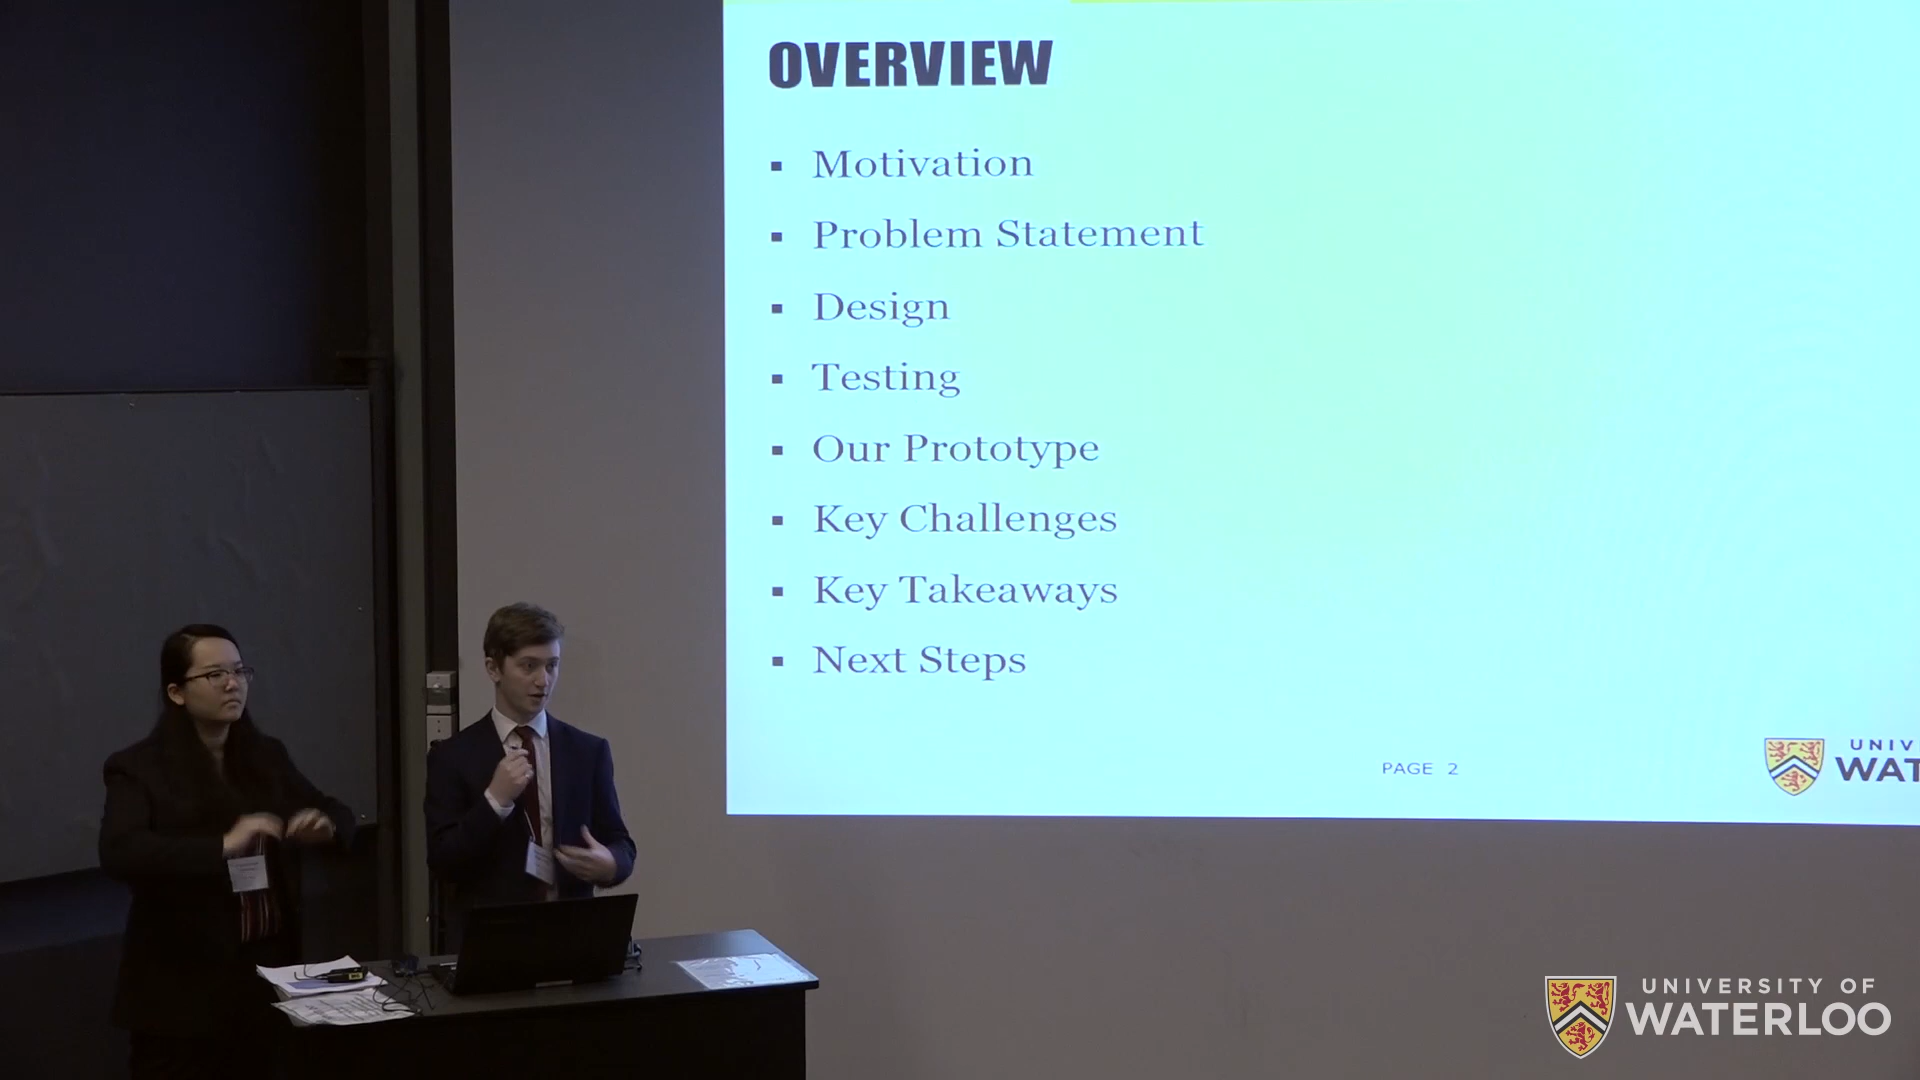 OVERVIEW
▪ Motivation
▪ Problem Statement
▪ Design
▪ Testing
▪ Our Prototype
▪ Key Challenges
▪ Key Takeaways
▪ Next Steps
PAGE 2
UNIV
WAT
UNIVERSITY OF
WATERLOO